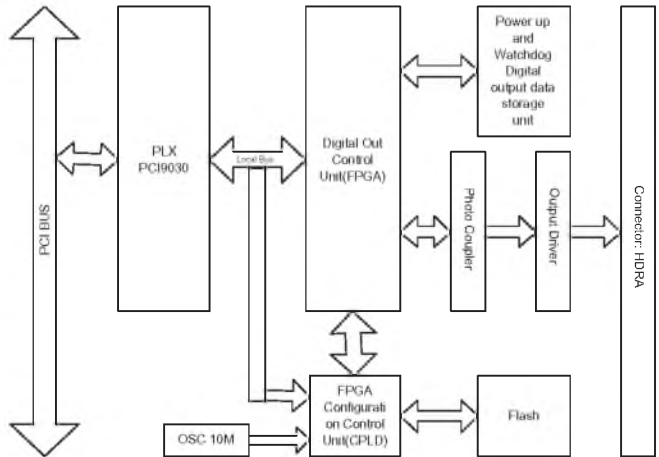 PCI BUS
PLX
PCI9030
Local Bus
Digital Out
Control
Unit(FPGA)
Power up
and
Watchdog
Digital
output data
storage
unit
Photo Coupler
Output Driver
Connector: HDRA
FPGA
Configurati
on Control
Unit(CPLD)
Flash
OSC 10M